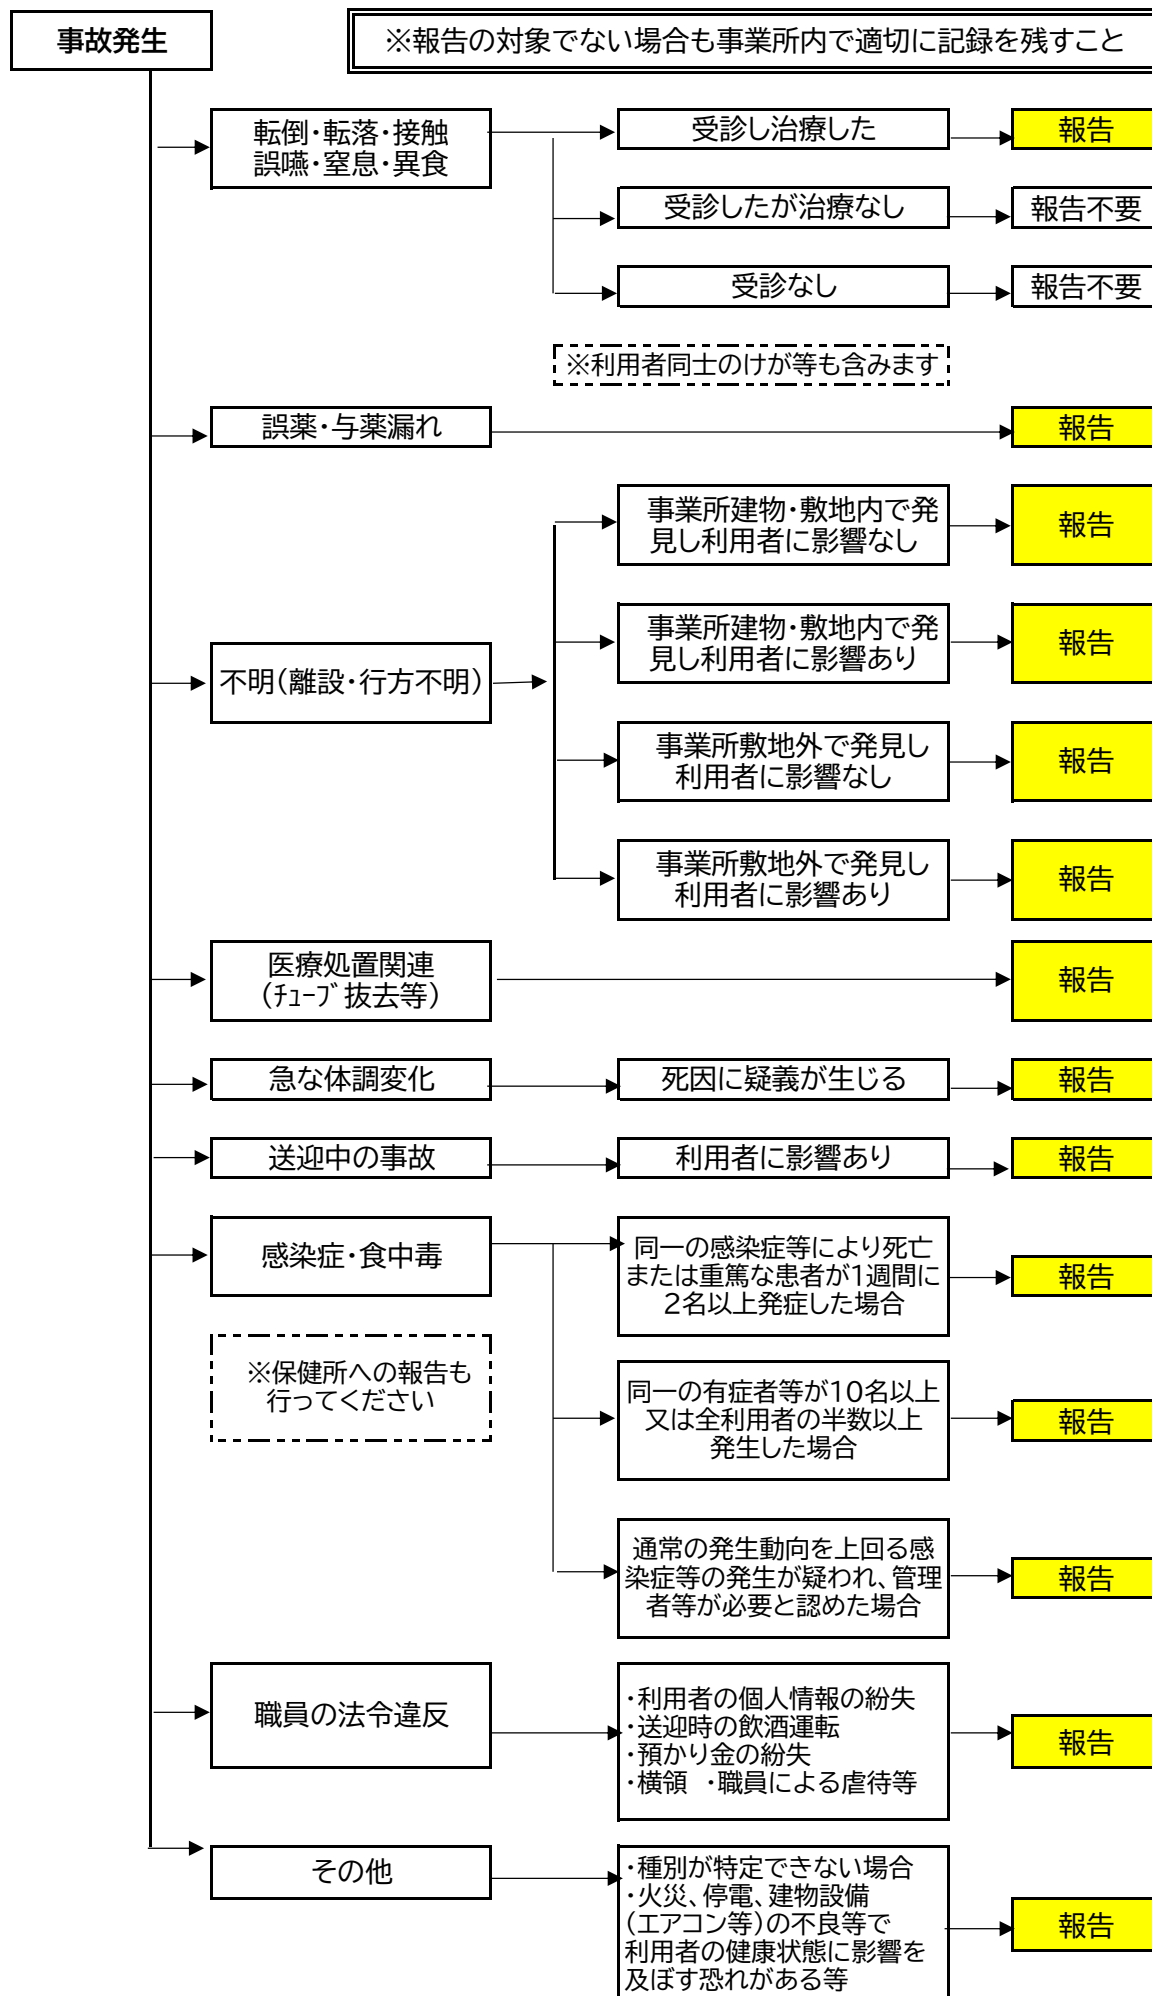 事故発生
※報告の対象でない場合も事業所内で適切に記録を残すこと
転倒・転落・接触
誤嚥・窒息・異食
受診し治療した
報告
受診したが治療なし
報告不要
受診なし
報告不要
※利用者同士のけが等も含みます
誤薬・与薬漏れ
報告
不明(離設・行方不明)
事業所建物・敷地内で発
見し利用者に影響なし
報告
事業所建物・敷地内で発
見し利用者に影響あり
報告
事業所敷地外で発見し
利用者に影響なし
報告
事業所敷地外で発見し
利用者に影響あり
報告
医療処置関連
(ﾁｭｰﾌﾞ抜去等)
報告
急な体調変化
死因に疑義が生じる
報告
送迎中の事故
利用者に影響あり
報告
感染症・食中毒
※保健所への報告も
行ってください
同一の感染症等により死亡
または重篤な患者が1週間に
2名以上発症した場合
報告
同一の有症者等が10名以上
又は全利用者の半数以上
発生した場合
報告
通常の発生動向を上回る感
染症等の発生が疑われ、管理
者等が必要と認めた場合
報告
職員の法令違反
・利用者の個人情報の紛失
・送迎時の飲酒運転
・預かり金の紛失
・横領 ・職員による虐待等
報告
その他
・種別が特定できない場合
・火災、停電、建物設備
(エアコン等)の不良等で
利用者の健康状態に影響を
及ぼす恐れがある等
報告